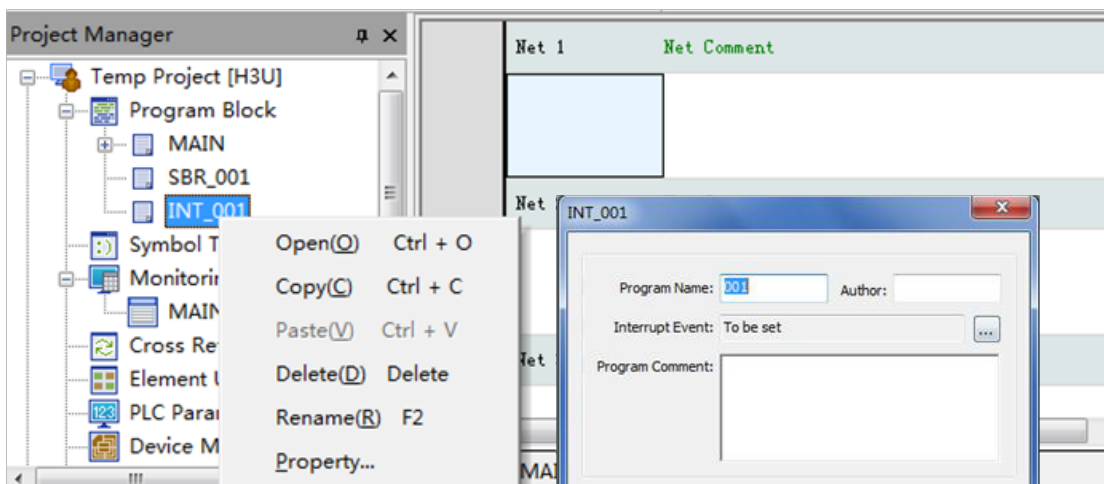 Project Manager
Temp Project [H3U]
Program Block
MAIN
SBR_001
INT_001
Symbol T
Monitorin
MAIN
Cross Re
Element U
PLC Para
Device M
Open(O) Ctrl + O
Copy(C) Ctrl + C
Paste(V) Ctrl + V
Delete(D) Delete
Rename(R) F2
Property...
Net 1 Net Comment
Net
Net
MAI
INT_001
Program Name: 001 Author:
Interrupt Event: To be set ...
Program Comment: